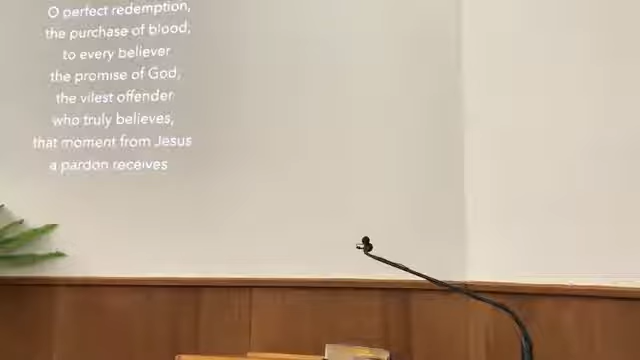 O perfect redemption,
the purchase of blood,
to every believer
the promise of God,
the vilest offender
who truly believes,
that moment from Jesus
a pardon receives